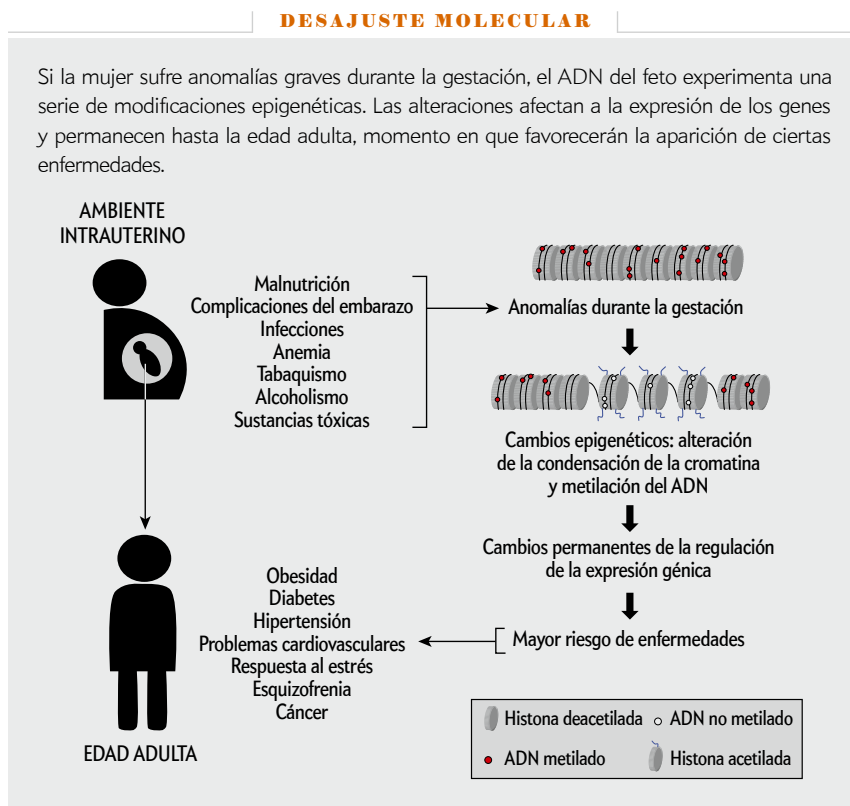 DESAJUSTE MOLECULAR
Si la mujer sufre anomalías graves durante la gestación, el ADN del feto experimenta una
serie de modificaciones epigenéticas. Las alteraciones afectan a la expresión de los genes
y permanecen hasta la edad adulta, momento en que favorecerán la aparición de ciertas
enfermedades.
AMBIENTE
INTRAUTERINO
Malnutrición
Complicaciones del embarazo
Infecciones
Anemia
Tabaquismo
Alcoholismo
Sustancias tóxicas
Anomalías durante la gestación
Cambios epigenéticos: alteración
de la condensación de la cromatina
y metilación del ADN
Cambios permanentes de la regulación
de la expresión génica
Mayor riesgo de enfermedades
Obesidad
Diabetes
Hipertensión
Problemas cardiovasculares
Respuesta al estrés
Esquizofrenia
Cáncer
EDAD ADULTA
Histona deacetilada
ADN no metilado
ADN metilado
Histona acetilada